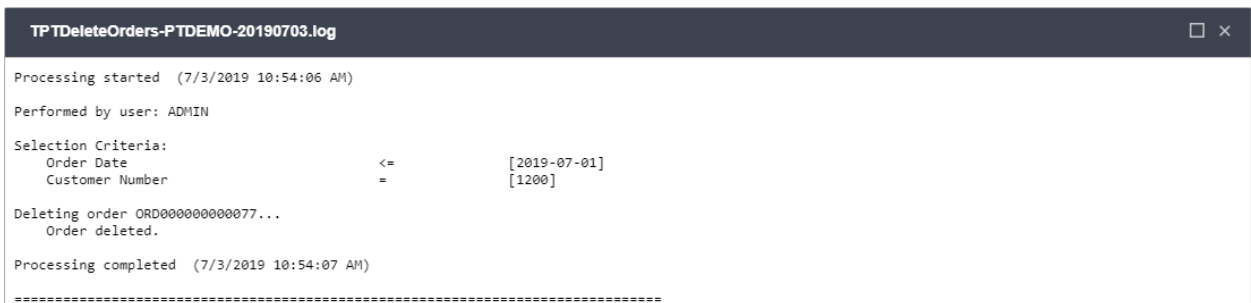 TPTDeleteOrders-PTDEMO-20190703.log
Processing started (7/3/2019 10:54:06 AM)
Performed by user: ADMIN
Selection Criteria:
Order Date <= [2019-07-01]
Customer Number = [1200]
Deleting order ORD000000000077...
Order deleted.
Processing completed (7/3/2019 10:54:07 AM)
================================================================================